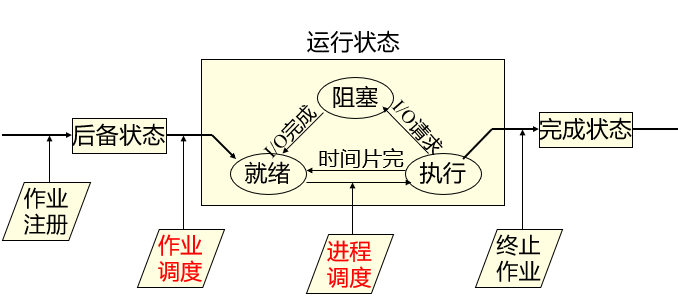 运行状态
阻塞
I/O完成
I/O请求
后备状态
完成状态
时间片完
就绪
执行
作业
注册
作业
调度
进程
调度
终止
作业